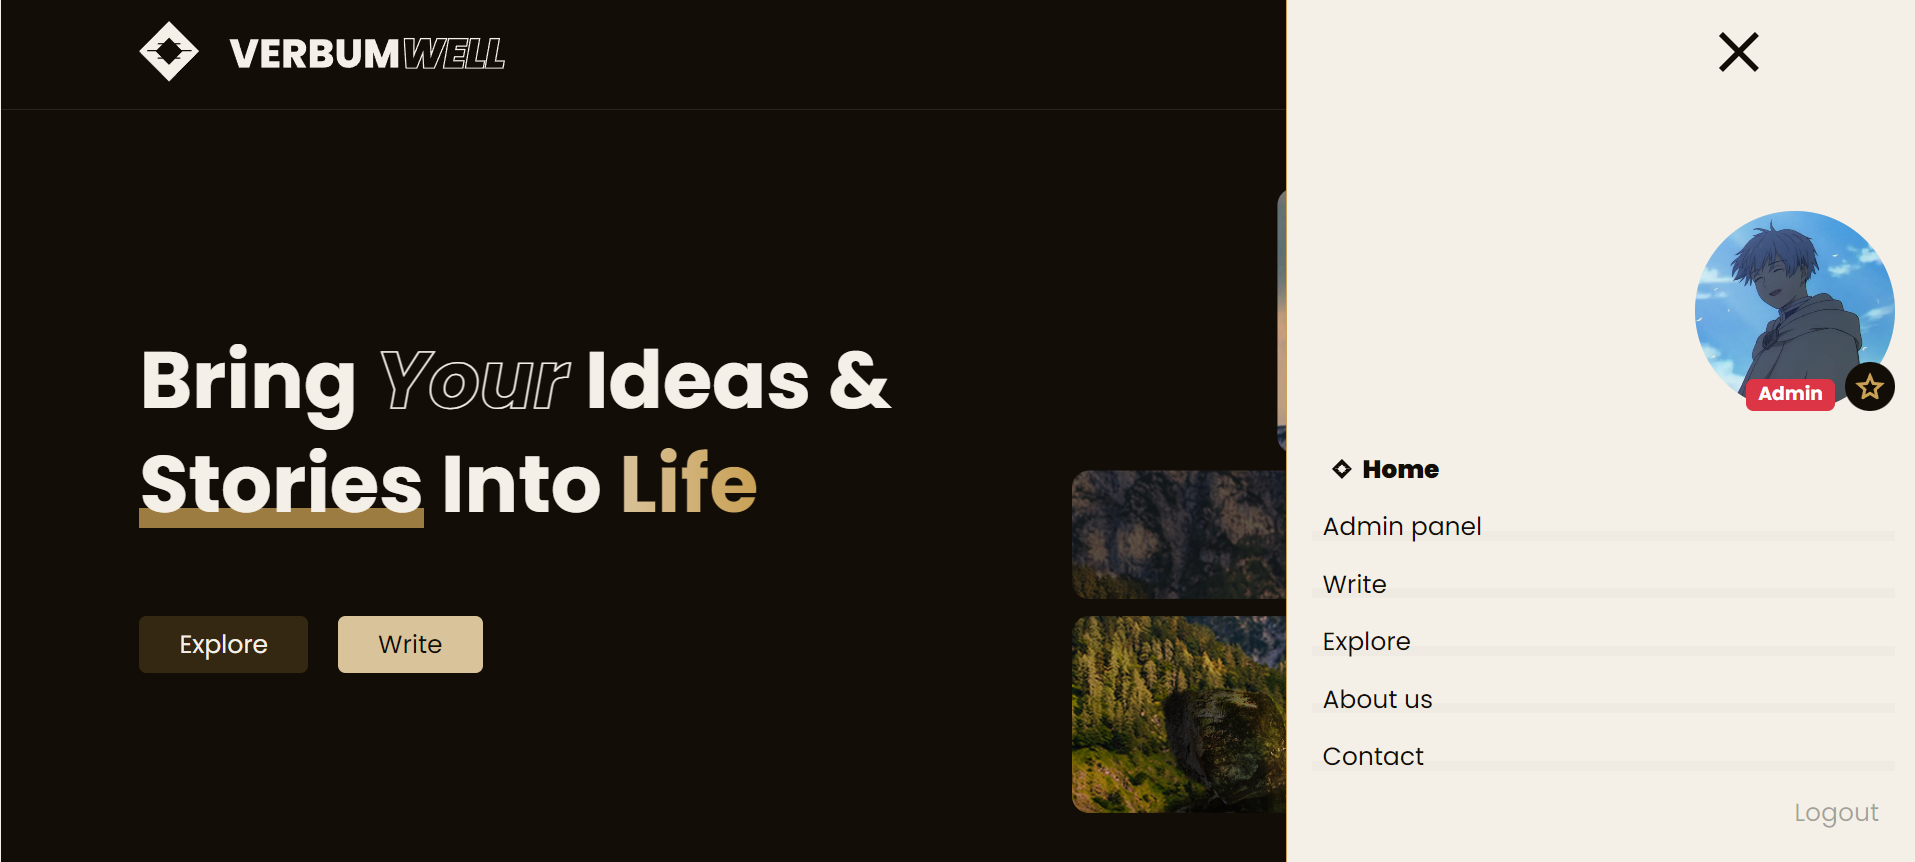 VERBUMWELL
Bring Your Ideas &
Stories Into Life
Explore
Write
Admin
Home
Admin panel
Write
Explore
About us
Contact
Logout